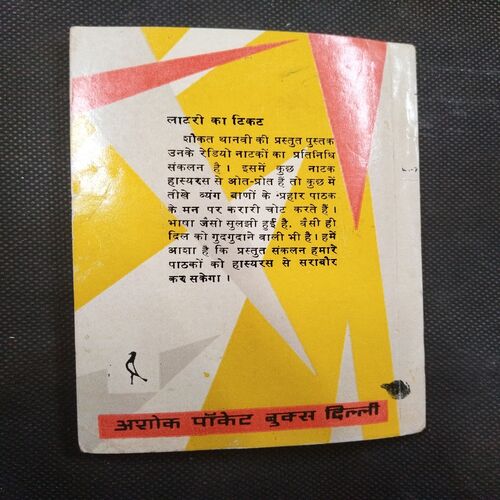 लाटरी का टिकट
शौकत थानवी की प्रस्तुत पुस्तक
उनके रेडियो नाटकों का प्रतिनिधि
संकलन है । इसमें कुछ नाटक
हास्यरस से ओत-प्रोत हैं तो कुछ में
तीखे व्यंग बाणों के प्रहार पाठक
के मन पर करारी चोट करते हैं ।
भाषा जैसी सुलझी हुई है, वैसी ही
दिल को गुदगुदाने वाली भी है । हमें
आशा है कि प्रस्तुत संकलन हमारे
पाठकों को हास्यरस से सराबोर
कर सकेगा ।
अशोक पॉकेट बुक्स दिल्ली